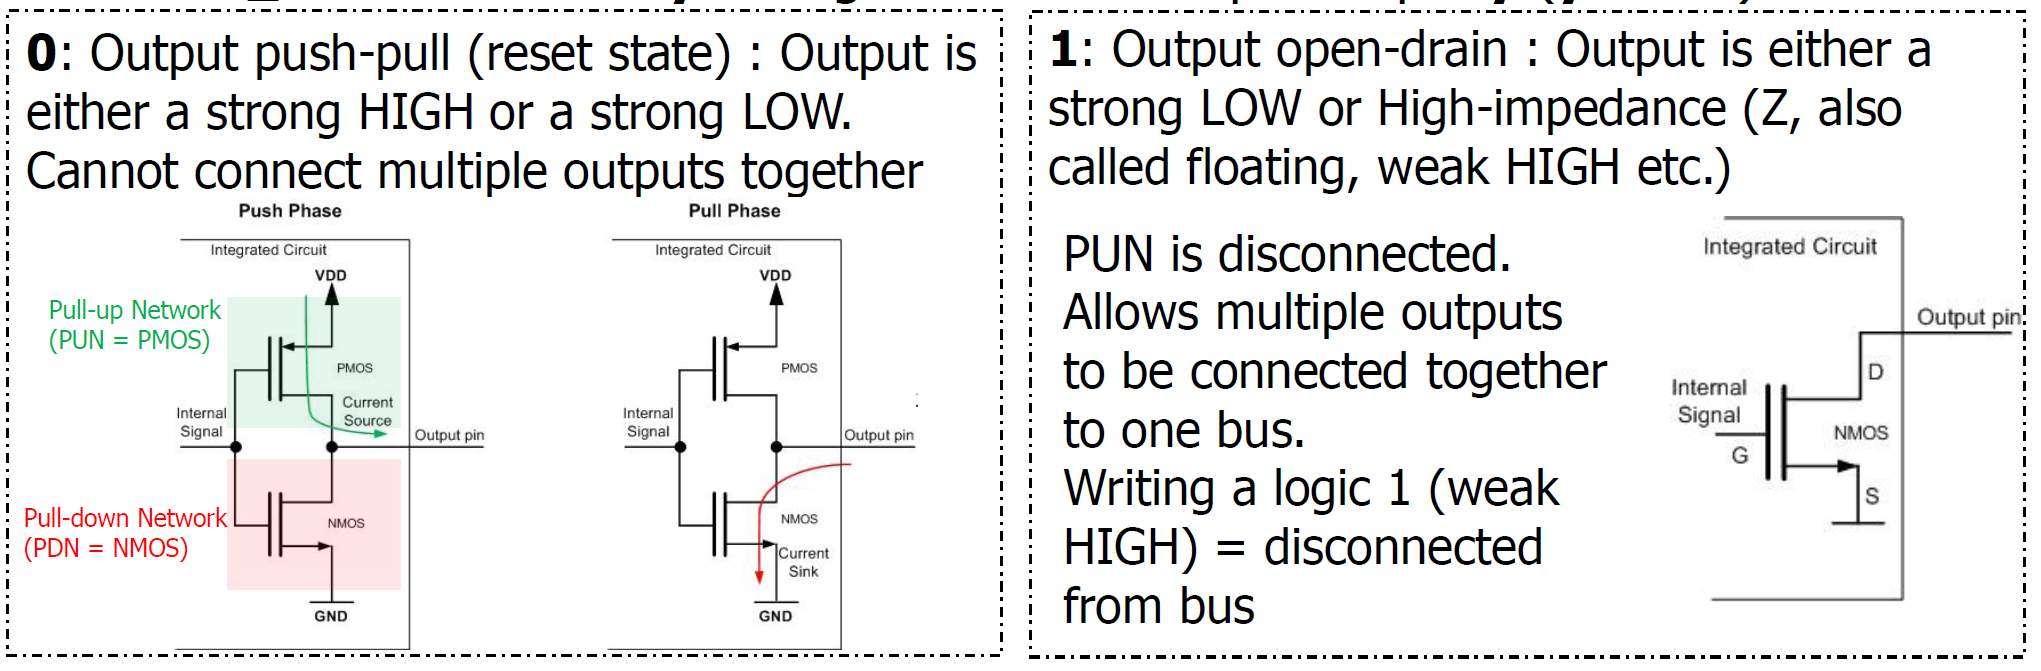 0: Output push-pull (reset state) : Output is
either a strong HIGH or a strong LOW.
Cannot connect multiple outputs together
Push Phase
Integrated Circuit
VDD
Pull-up Network
(PUN = PMOS)
PMOS
Current
Source
Internal
Signal
Output pin
Pull-down Network
(PDN = NMOS)
NMOS
GND
Pull Phase
Integrated Circuit
VDD
PMOS
Internal
Signal
Output pin
NMOS
Current
Sink
GND
1: Output open-drain : Output is either a
strong LOW or High-impedance (Z, also
called floating, weak HIGH etc.)
PUN is disconnected.
Allows multiple outputs
to be connected together
to one bus.
Writing a logic 1 (weak
HIGH) = disconnected
from bus
Integrated Circuit
Output pin
D
Internal
Signal
NMOS
G
S